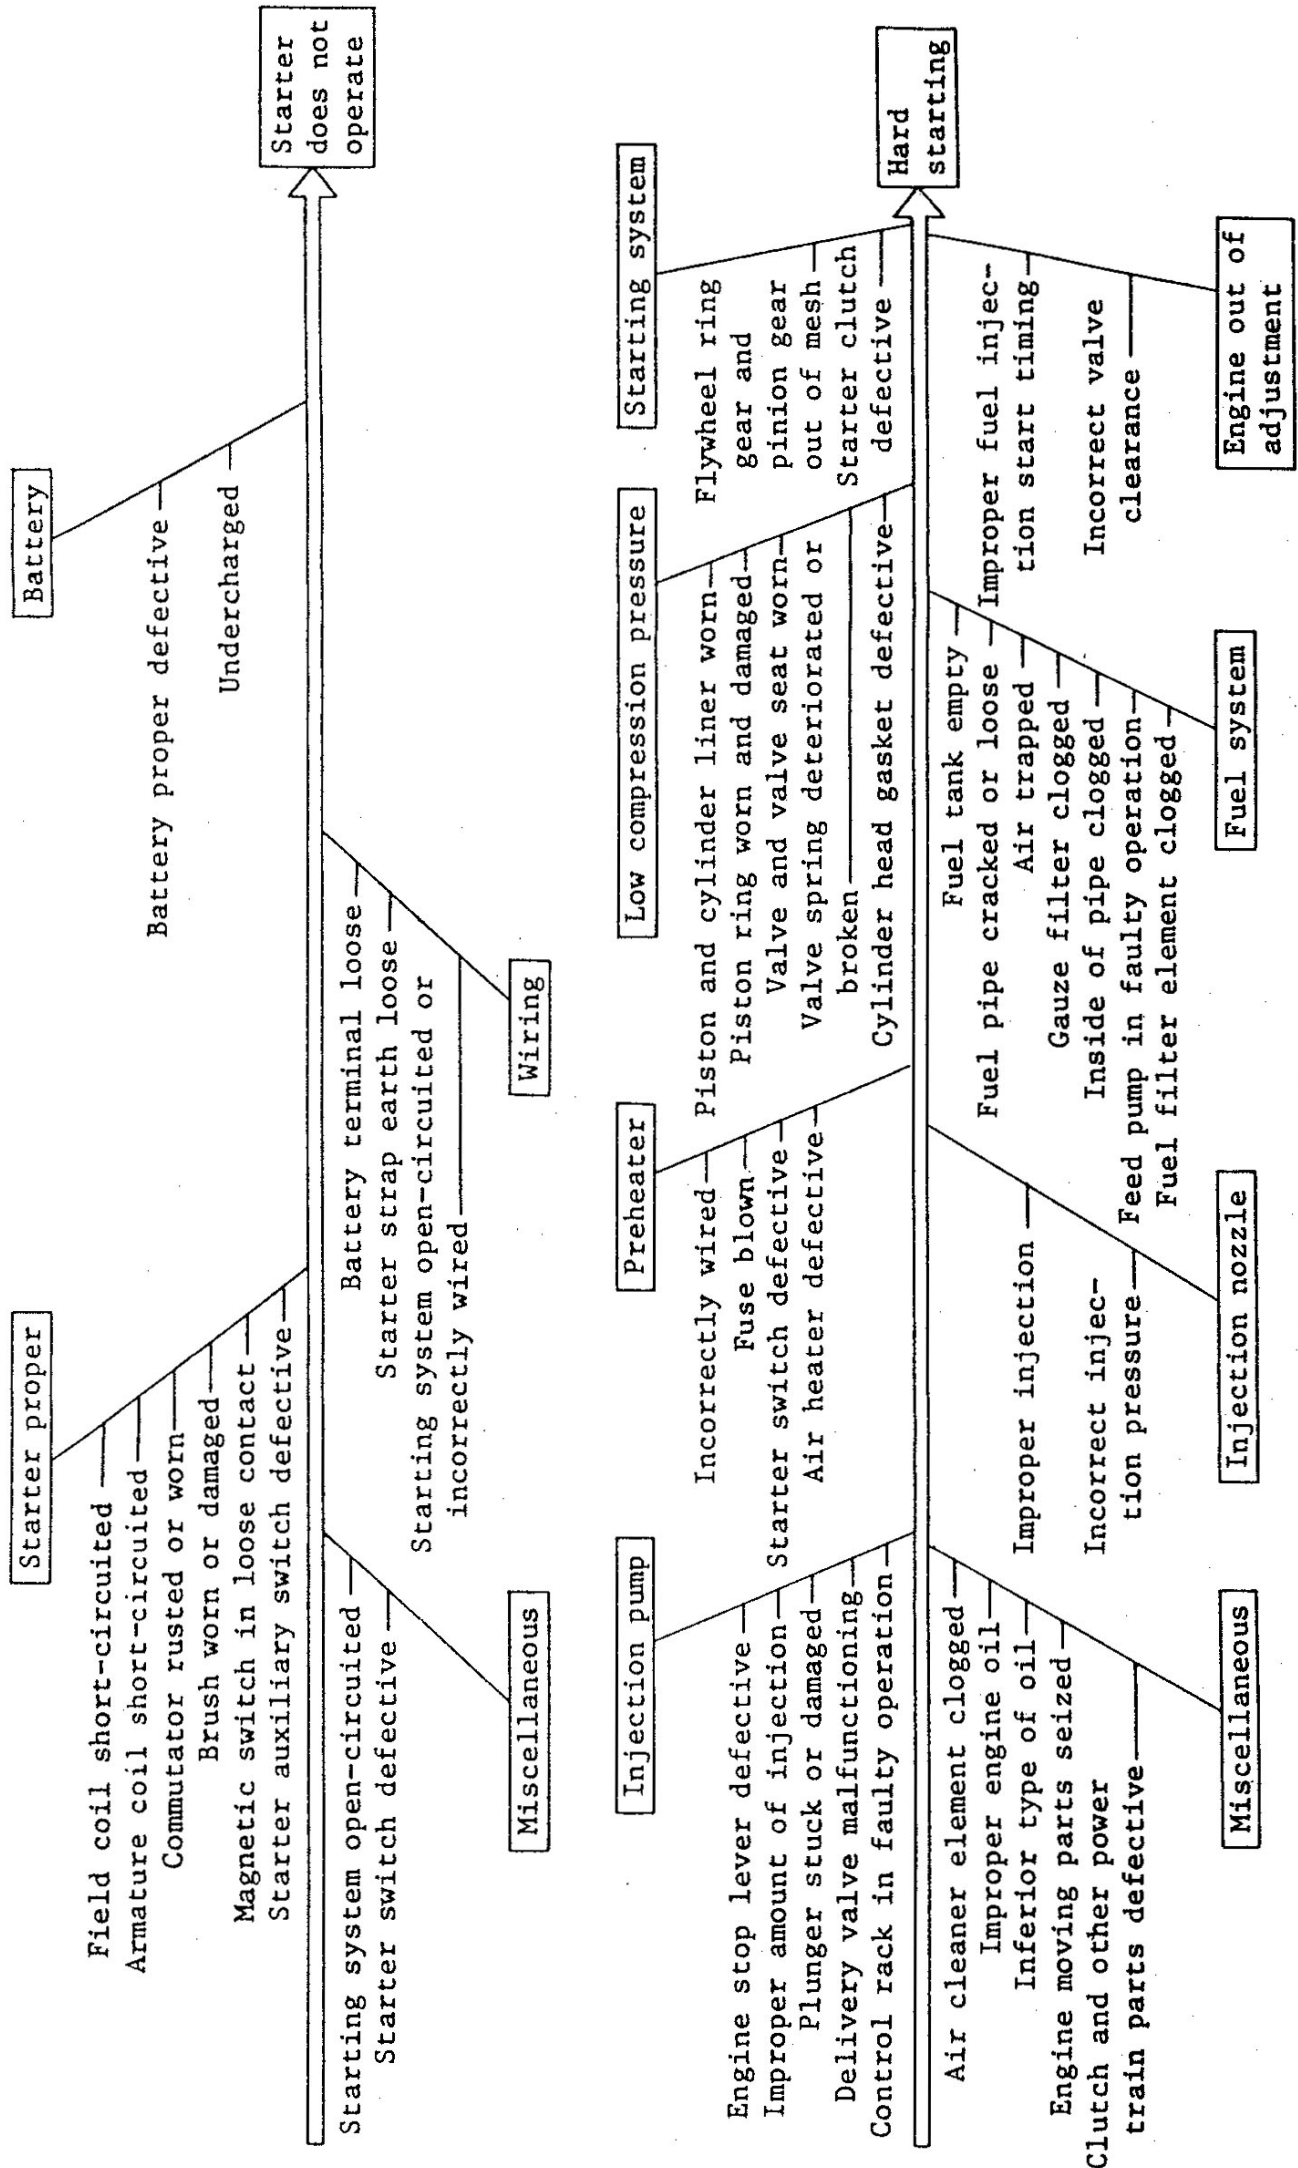 Starter proper
Field coil short-circuited
Armature coil short-circuited
Commutator rusted or worn
Brush worn or damaged
Magnetic switch in loose contact
Starter auxiliary switch defective
Battery
Battery proper defective
Undercharged
Starter
does not
operate
Starting system open-circuited
Starter switch defective
Miscellaneous
Battery terminal loose
Starter strap earth loose
Starting system open-circuited or
incorrectly wired
Wiring
Injection pump
Engine stop lever defective
Improper amount of injection
Plunger stuck or damaged
Delivery valve malfunctioning
Control rack in faulty operation
Preheater
Incorrectly wired
Fuse blown
Starter switch defective
Air heater defective
Low compression pressure
Piston and cylinder liner worn
Piston ring worn and damaged
Valve and valve seat worn
Valve spring deteriorated or
broken
Cylinder head gasket defective
Starting system
Flywheel ring
gear and
pinion gear
out of mesh
Starter clutch
defective
Hard
starting
Air cleaner element clogged
Improper engine oil
Inferior type of oil
Engine moving parts seized
Clutch and other power
train parts defective
Miscellaneous
Improper injection
Incorrect injec-
tion pressure
Injection nozzle
Fuel tank empty
Fuel pipe cracked or loose
Air trapped
Gauze filter clogged
Inside of pipe clogged
Feed pump in faulty operation
Fuel filter element clogged
Fuel system
Improper fuel injec-
tion start timing
Incorrect valve
clearance
Engine out of
adjustment